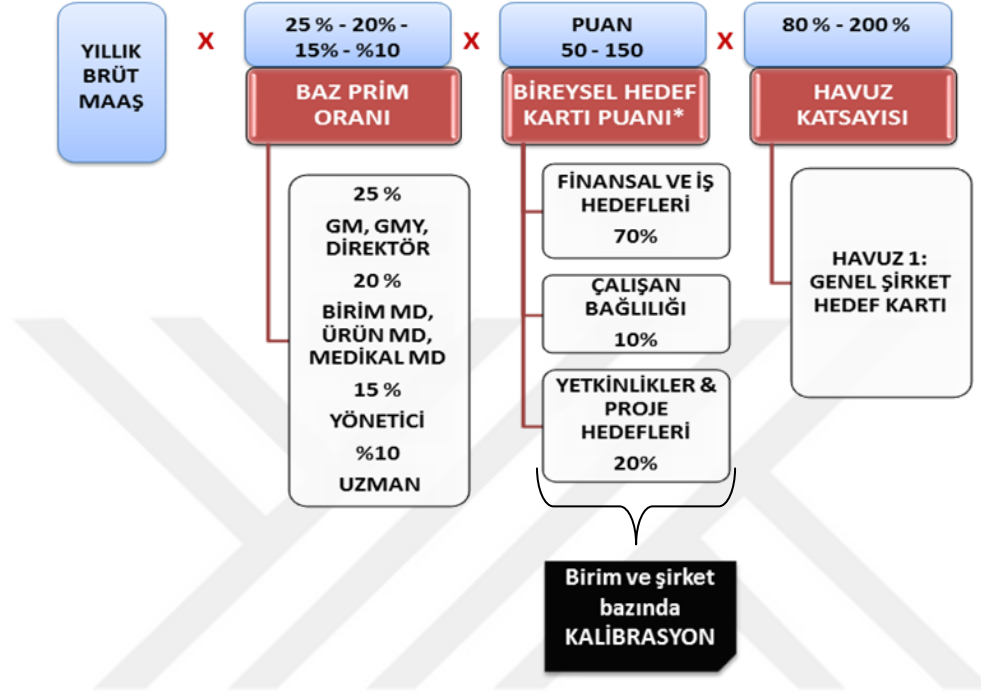 YILLIK
BRÜT
MAAŞ
X
25 % - 20% -
15% - %10
X
PUAN
50 - 150
X
80 % - 200 %
BAZ PRİM
ORANI
BİREYSEL HEDEF
KARTI PUANI*
HAVUZ
KATSAYISI
25 %
GM, GMY,
DİREKTÖR
20 %
BİRİM MD,
ÜRÜN MD,
MEDİKAL MD
15 %
YÖNETİCİ
%10
UZMAN
FİNANSAL VE İŞ
HEDEFLERİ
70%
ÇALIŞAN
BAĞLILIĞI
10%
YETKİNLİKLER &
PROJE
HEDEFLERİ
20%
HAVUZ 1:
GENEL ŞİRKET
HEDEF KARTI
Birim ve şirket
bazında
KALİBRASYON